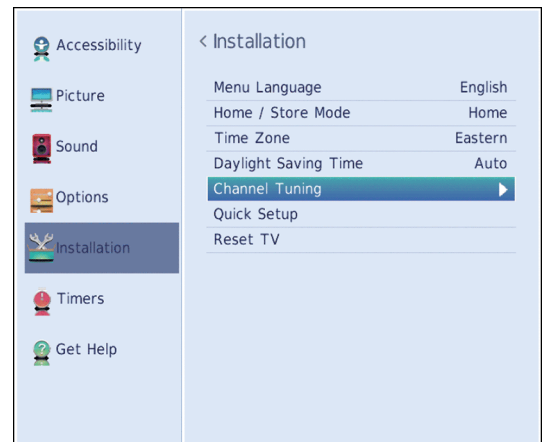 Accessibility
Picture
Sound
Options
Installation
Timers
Get Help
< Installation
Menu Language English
Home / Store Mode Home
Time Zone Eastern
Daylight Saving Time Auto
Channel Tuning
Quick Setup
Reset TV